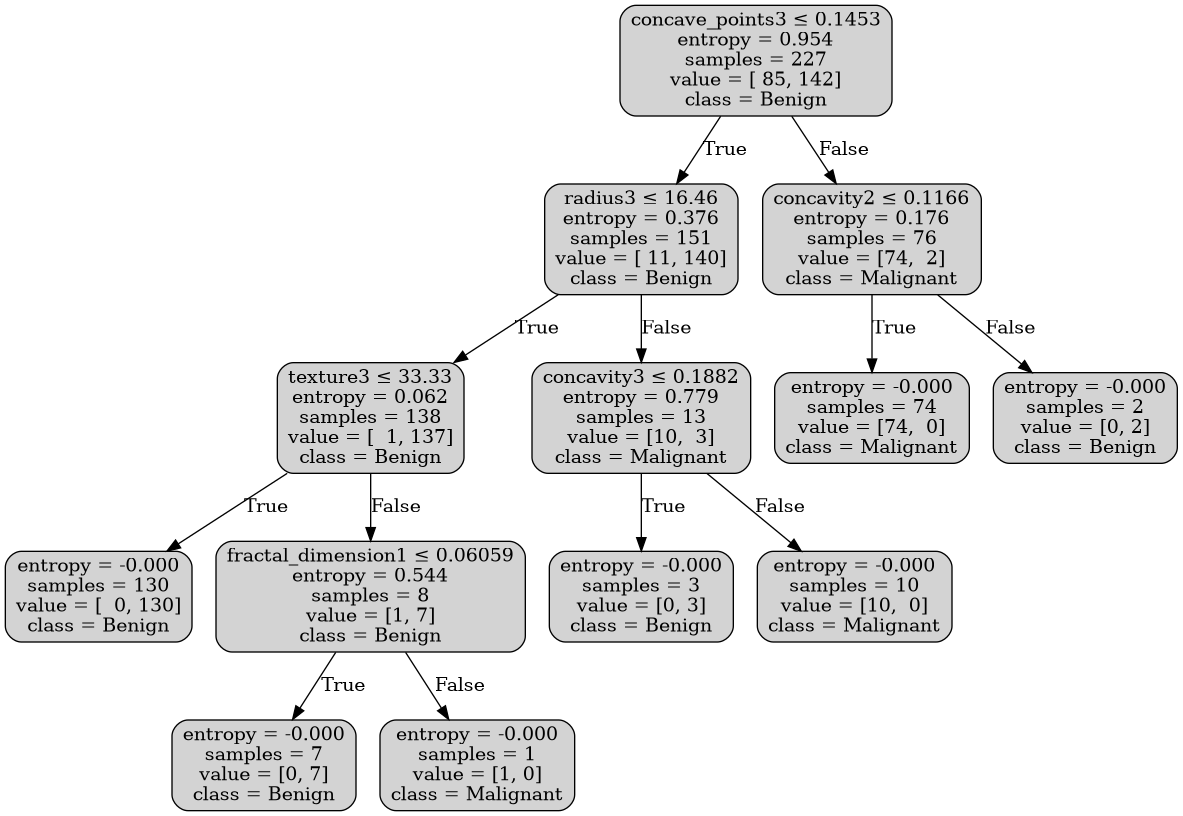 concave_points3 ≤ 0.1453
entropy = 0.954
samples = 227
value = [ 85, 142]
class = Benign
True
False
radius3 ≤ 16.46
entropy = 0.376
samples = 151
value = [ 11, 140]
class = Benign
concavity2 ≤ 0.1166
entropy = 0.176
samples = 76
value = [74,  2]
class = Malignant
True
False
True
False
texture3 ≤ 33.33
entropy = 0.062
samples = 138
value = [  1, 137]
class = Benign
concavity3 ≤ 0.1882
entropy = 0.779
samples = 13
value = [10,  3]
class = Malignant
entropy = -0.000
samples = 74
value = [74,  0]
class = Malignant
entropy = -0.000
samples = 2
value = [0, 2]
class = Benign
True
False
True
False
entropy = -0.000
samples = 130
value = [  0, 130]
class = Benign
fractal_dimension1 ≤ 0.06059
entropy = 0.544
samples = 8
value = [1, 7]
class = Benign
entropy = -0.000
samples = 3
value = [0, 3]
class = Benign
entropy = -0.000
samples = 10
value = [10,  0]
class = Malignant
True
False
entropy = -0.000
samples = 7
value = [0, 7]
class = Benign
entropy = -0.000
samples = 1
value = [1, 0]
class = Malignant